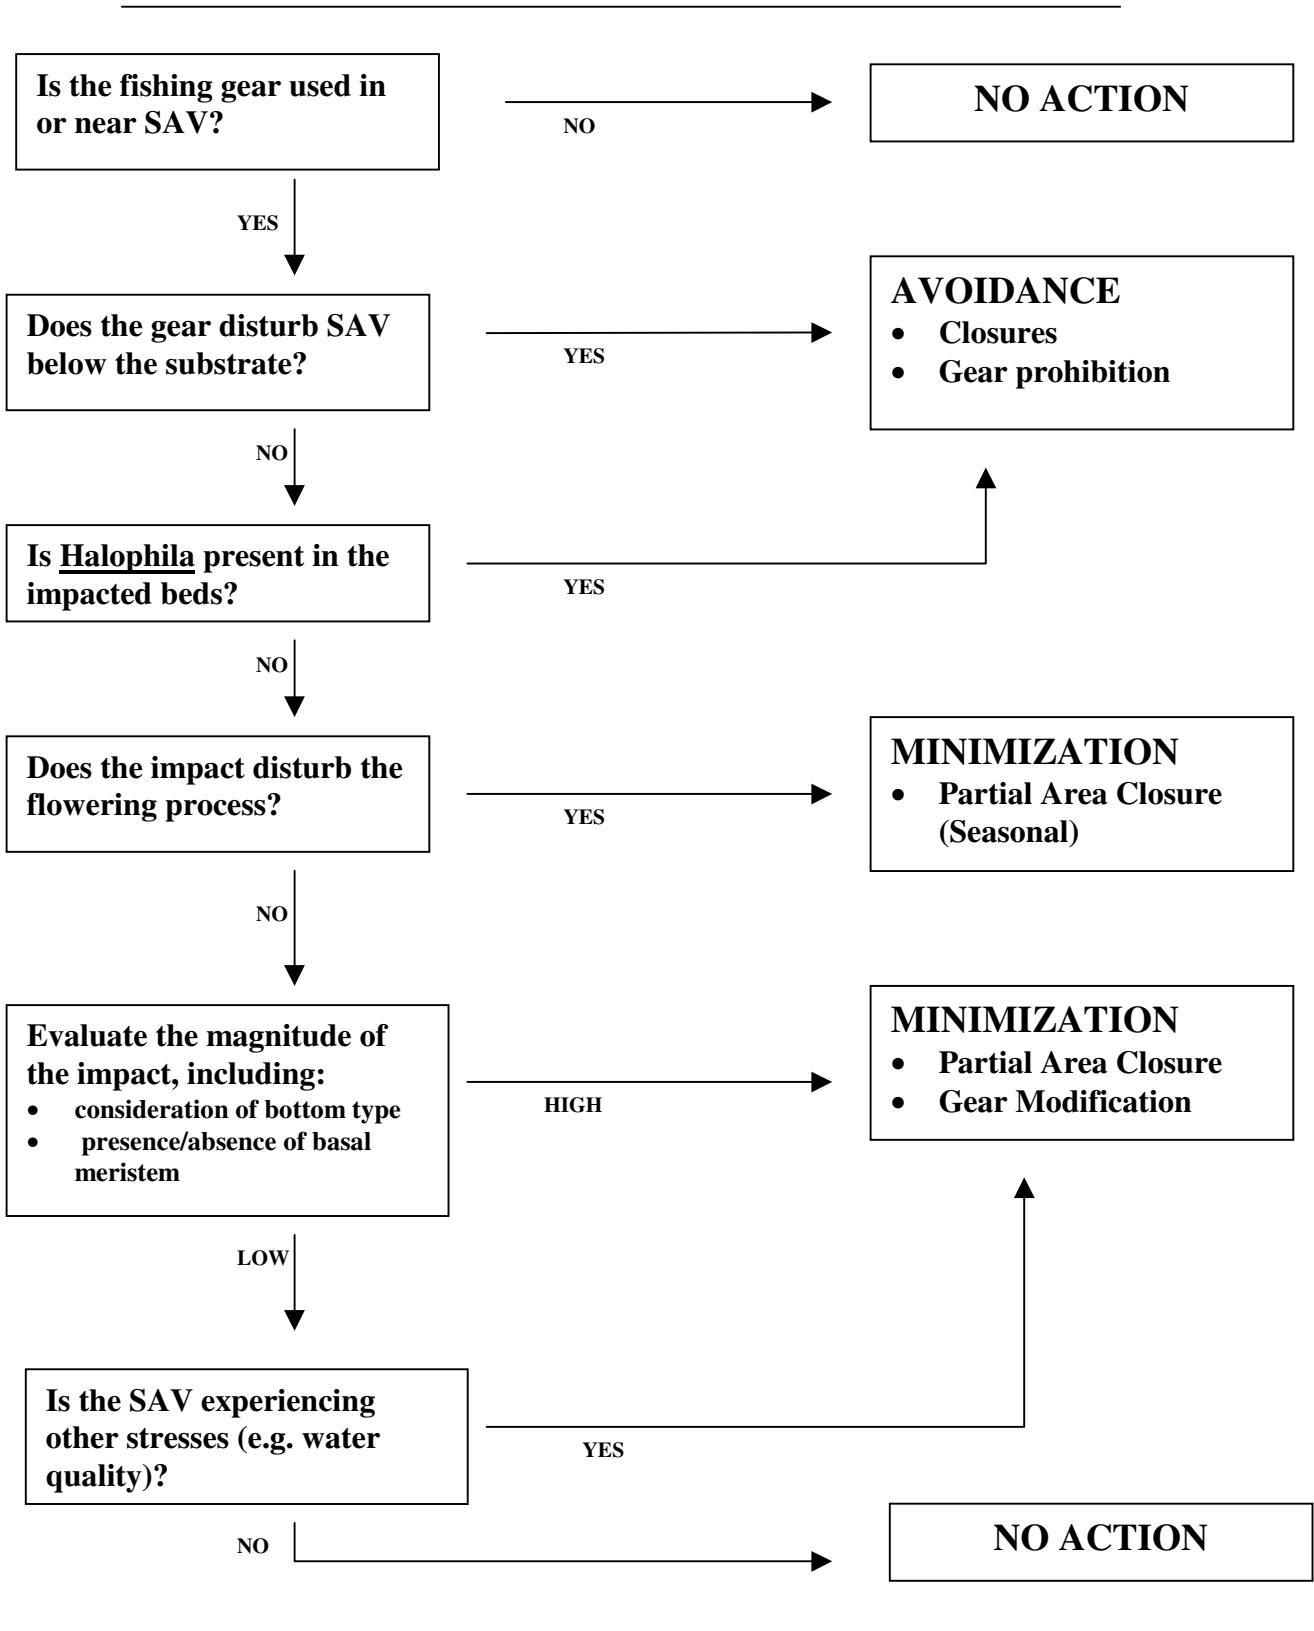 Is the fishing gear used in
or near SAV?
NO
NO ACTION
YES
Does the gear disturb SAV
below the substrate?
YES
AVOIDANCE
• Closures
• Gear prohibition
NO
Is Halophila present in the
impacted beds?
YES
NO
Does the impact disturb the
flowering process?
YES
MINIMIZATION
• Partial Area Closure
(Seasonal)
NO
Evaluate the magnitude of
the impact, including:
• consideration of bottom type
• presence/absence of basal
meristem
HIGH
MINIMIZATION
• Partial Area Closure
• Gear Modification
LOW
Is the SAV experiencing
other stresses (e.g. water
quality)?
YES
NO
NO ACTION